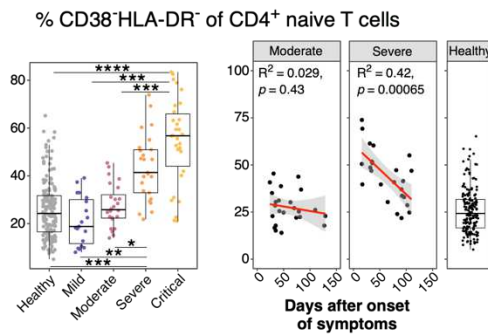 % CD38-HLA-DR- of CD4+ naive T cells
****
***
***
80
60
40
20
*
**
***
Healthy
Mild
Moderate
Severe
Critical
Moderate
Severe
Healthy
R² = 0.029,
p = 0.43
R² = 0.42,
p = 0.00065
100
75
50
25
0
0 50 100 150
0 50 100 150
Days after onset
of symptoms